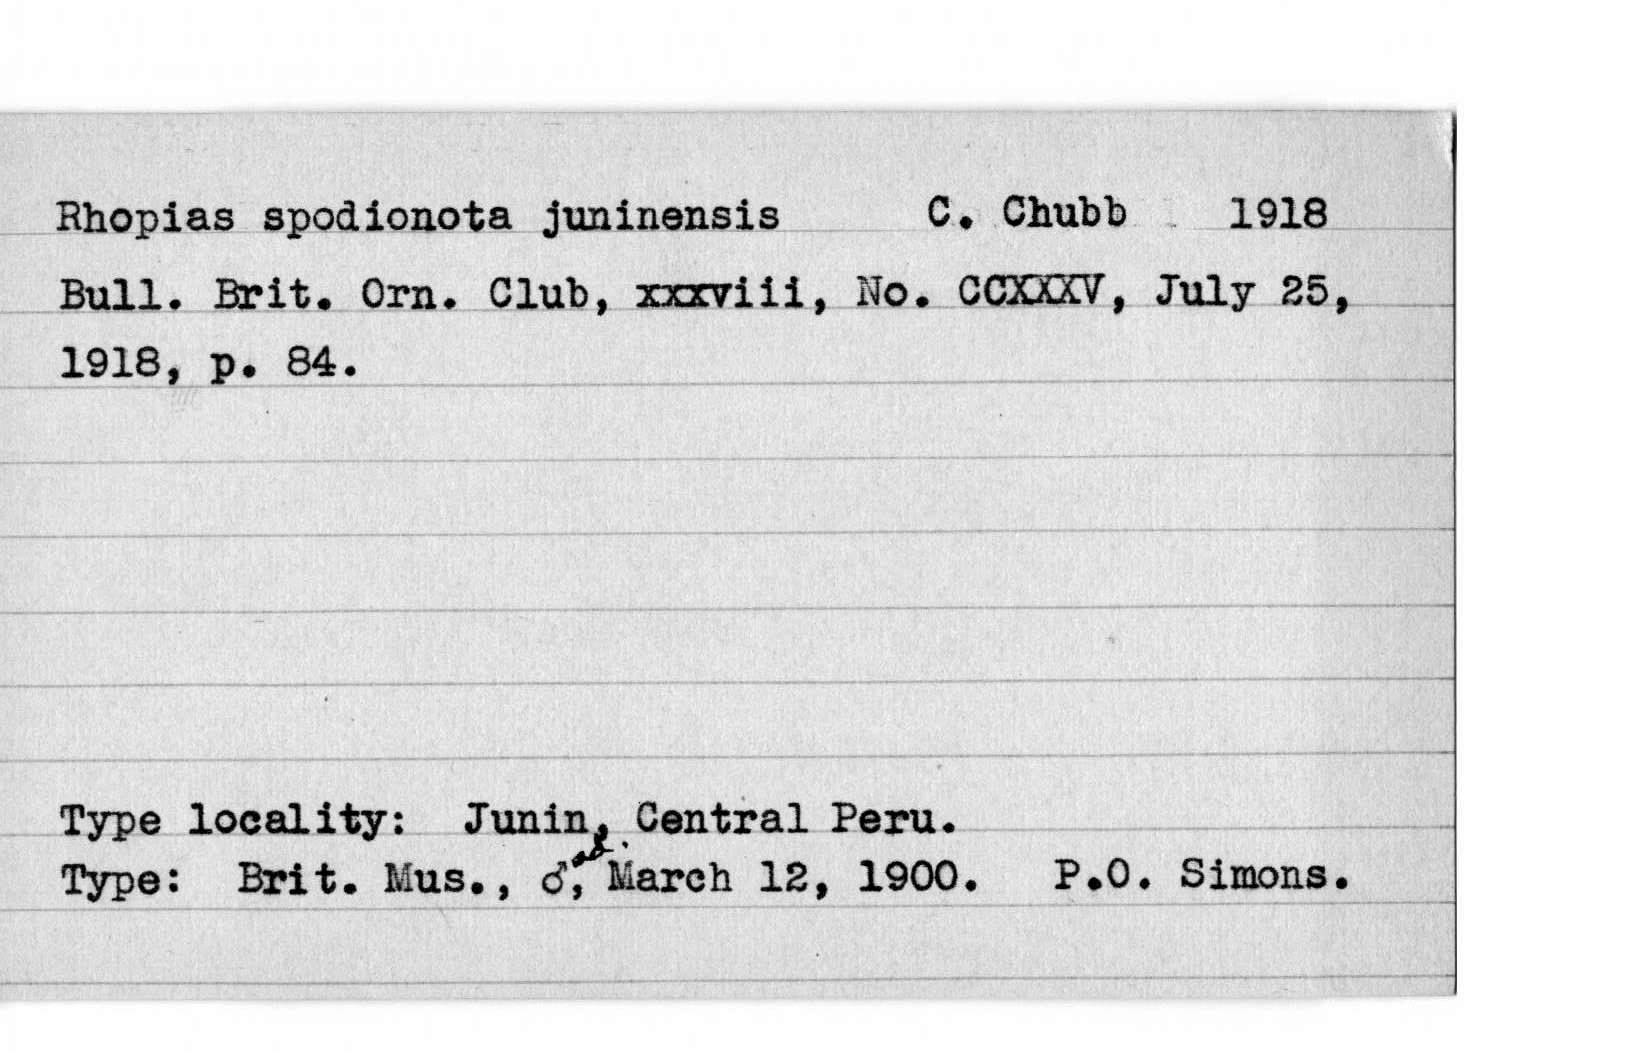 Rhopias spodionota juninensis C. Chubb 1918
Bull. Brit. Orn. Club, xxxviii, No. CCXXXV, July 25,
1918, p. 84.
Type locality: Junin, Central Peru.
Type: Brit. Mus., ♂ ad., March 12, 1900. P.O. Simons.